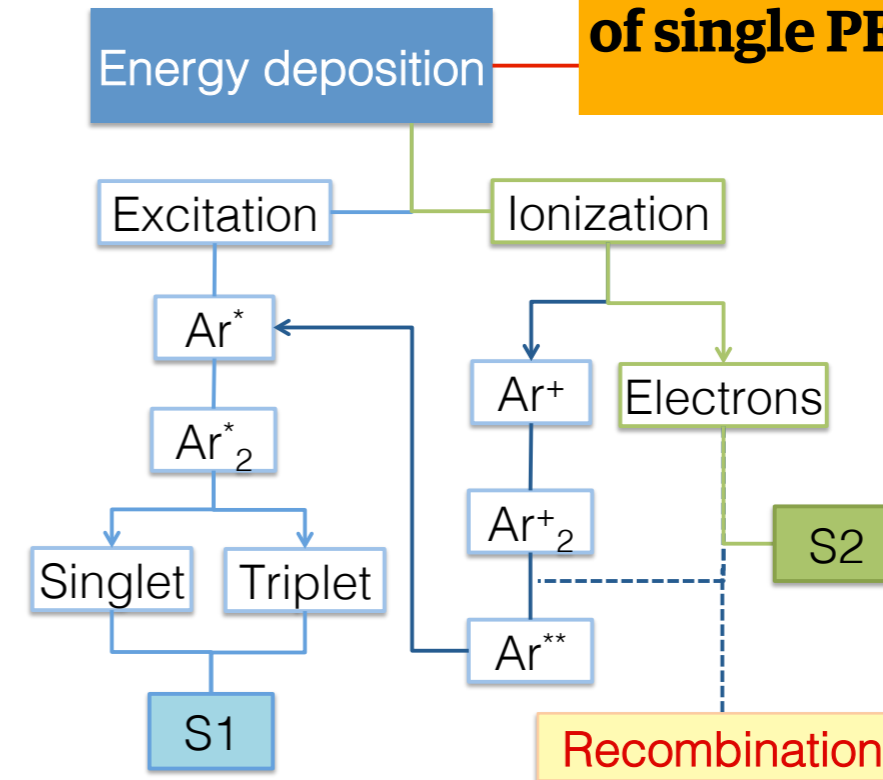 of single PE
Energy deposition
Excitation
Ionization
Ar*
Ar+
Electrons
Ar*2
Ar+2
S2
Singlet
Triplet
Ar**
S1
Recombination